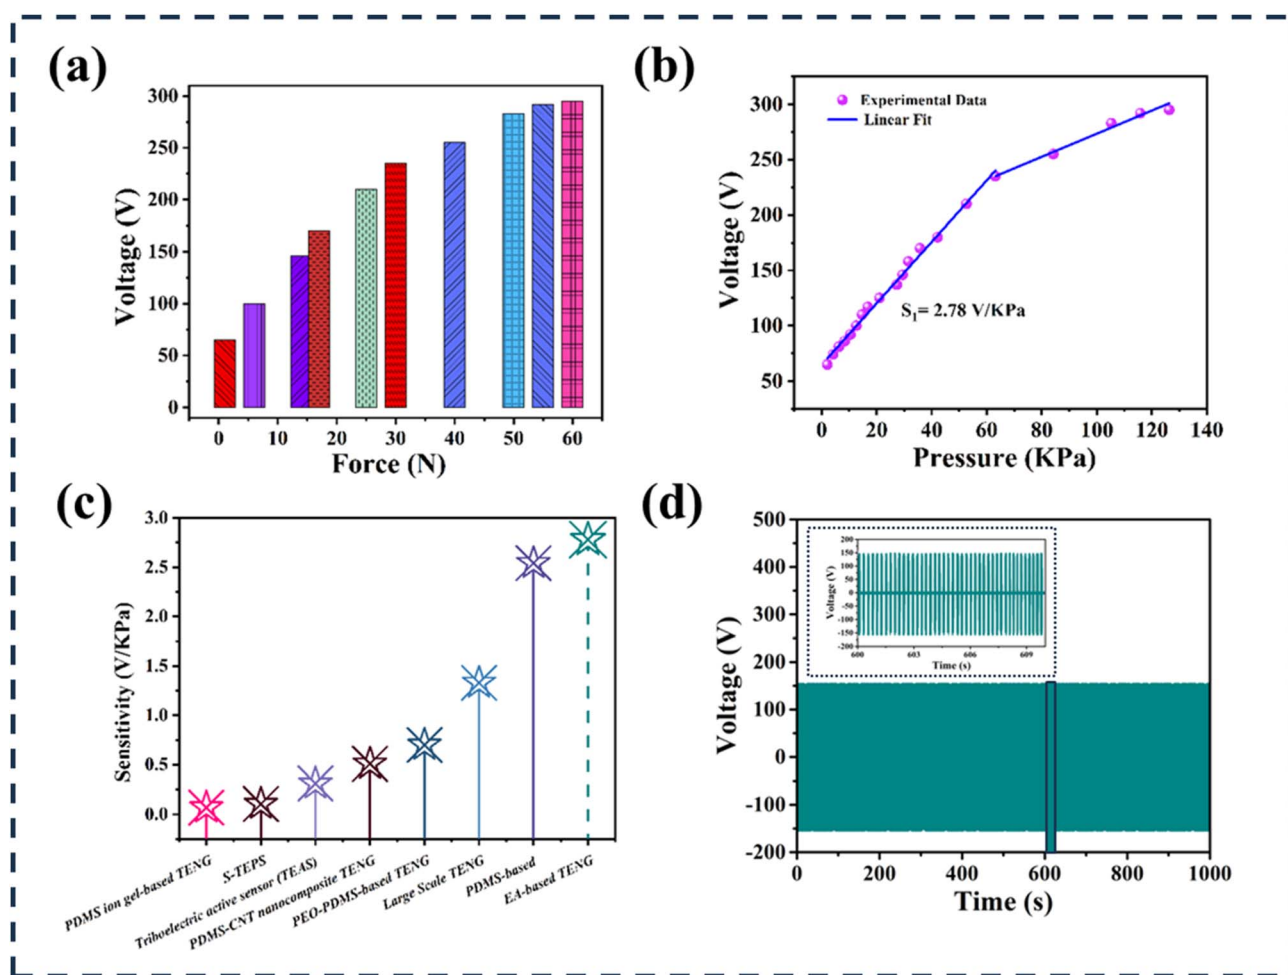 (a)
300
250
200
150
100
50
0
Voltage (V)
0 10 20 30 40 50 60
Force (N)
(b)
300
250
200
150
100
50
Voltage (V)
Experimental Data
Linear Fit
S1= 2.78 V/KPa
0 20 40 60 80 100 120 140
Pressure (KPa)
(c)
3.0
2.5
2.0
1.5
1.0
0.5
0.0
Sensitivity (V/KPa)
PDMS ion gel-based TENG
S-TEPS
Triboelectric active sensor (TEAS)
PDMS-CNT nanocomposite TENG
PEO-PDMS-based TENG
Large Scale TENG
PDMS-based
EA-based TENG
(d)
500
400
300
200
100
0
-100
-200
Voltage (V)
200
150
100
50
0
-50
-100
-150
-200
Voltage (V)
600 603 606 609
Time (s)
0 200 400 600 800 1000
Time (s)